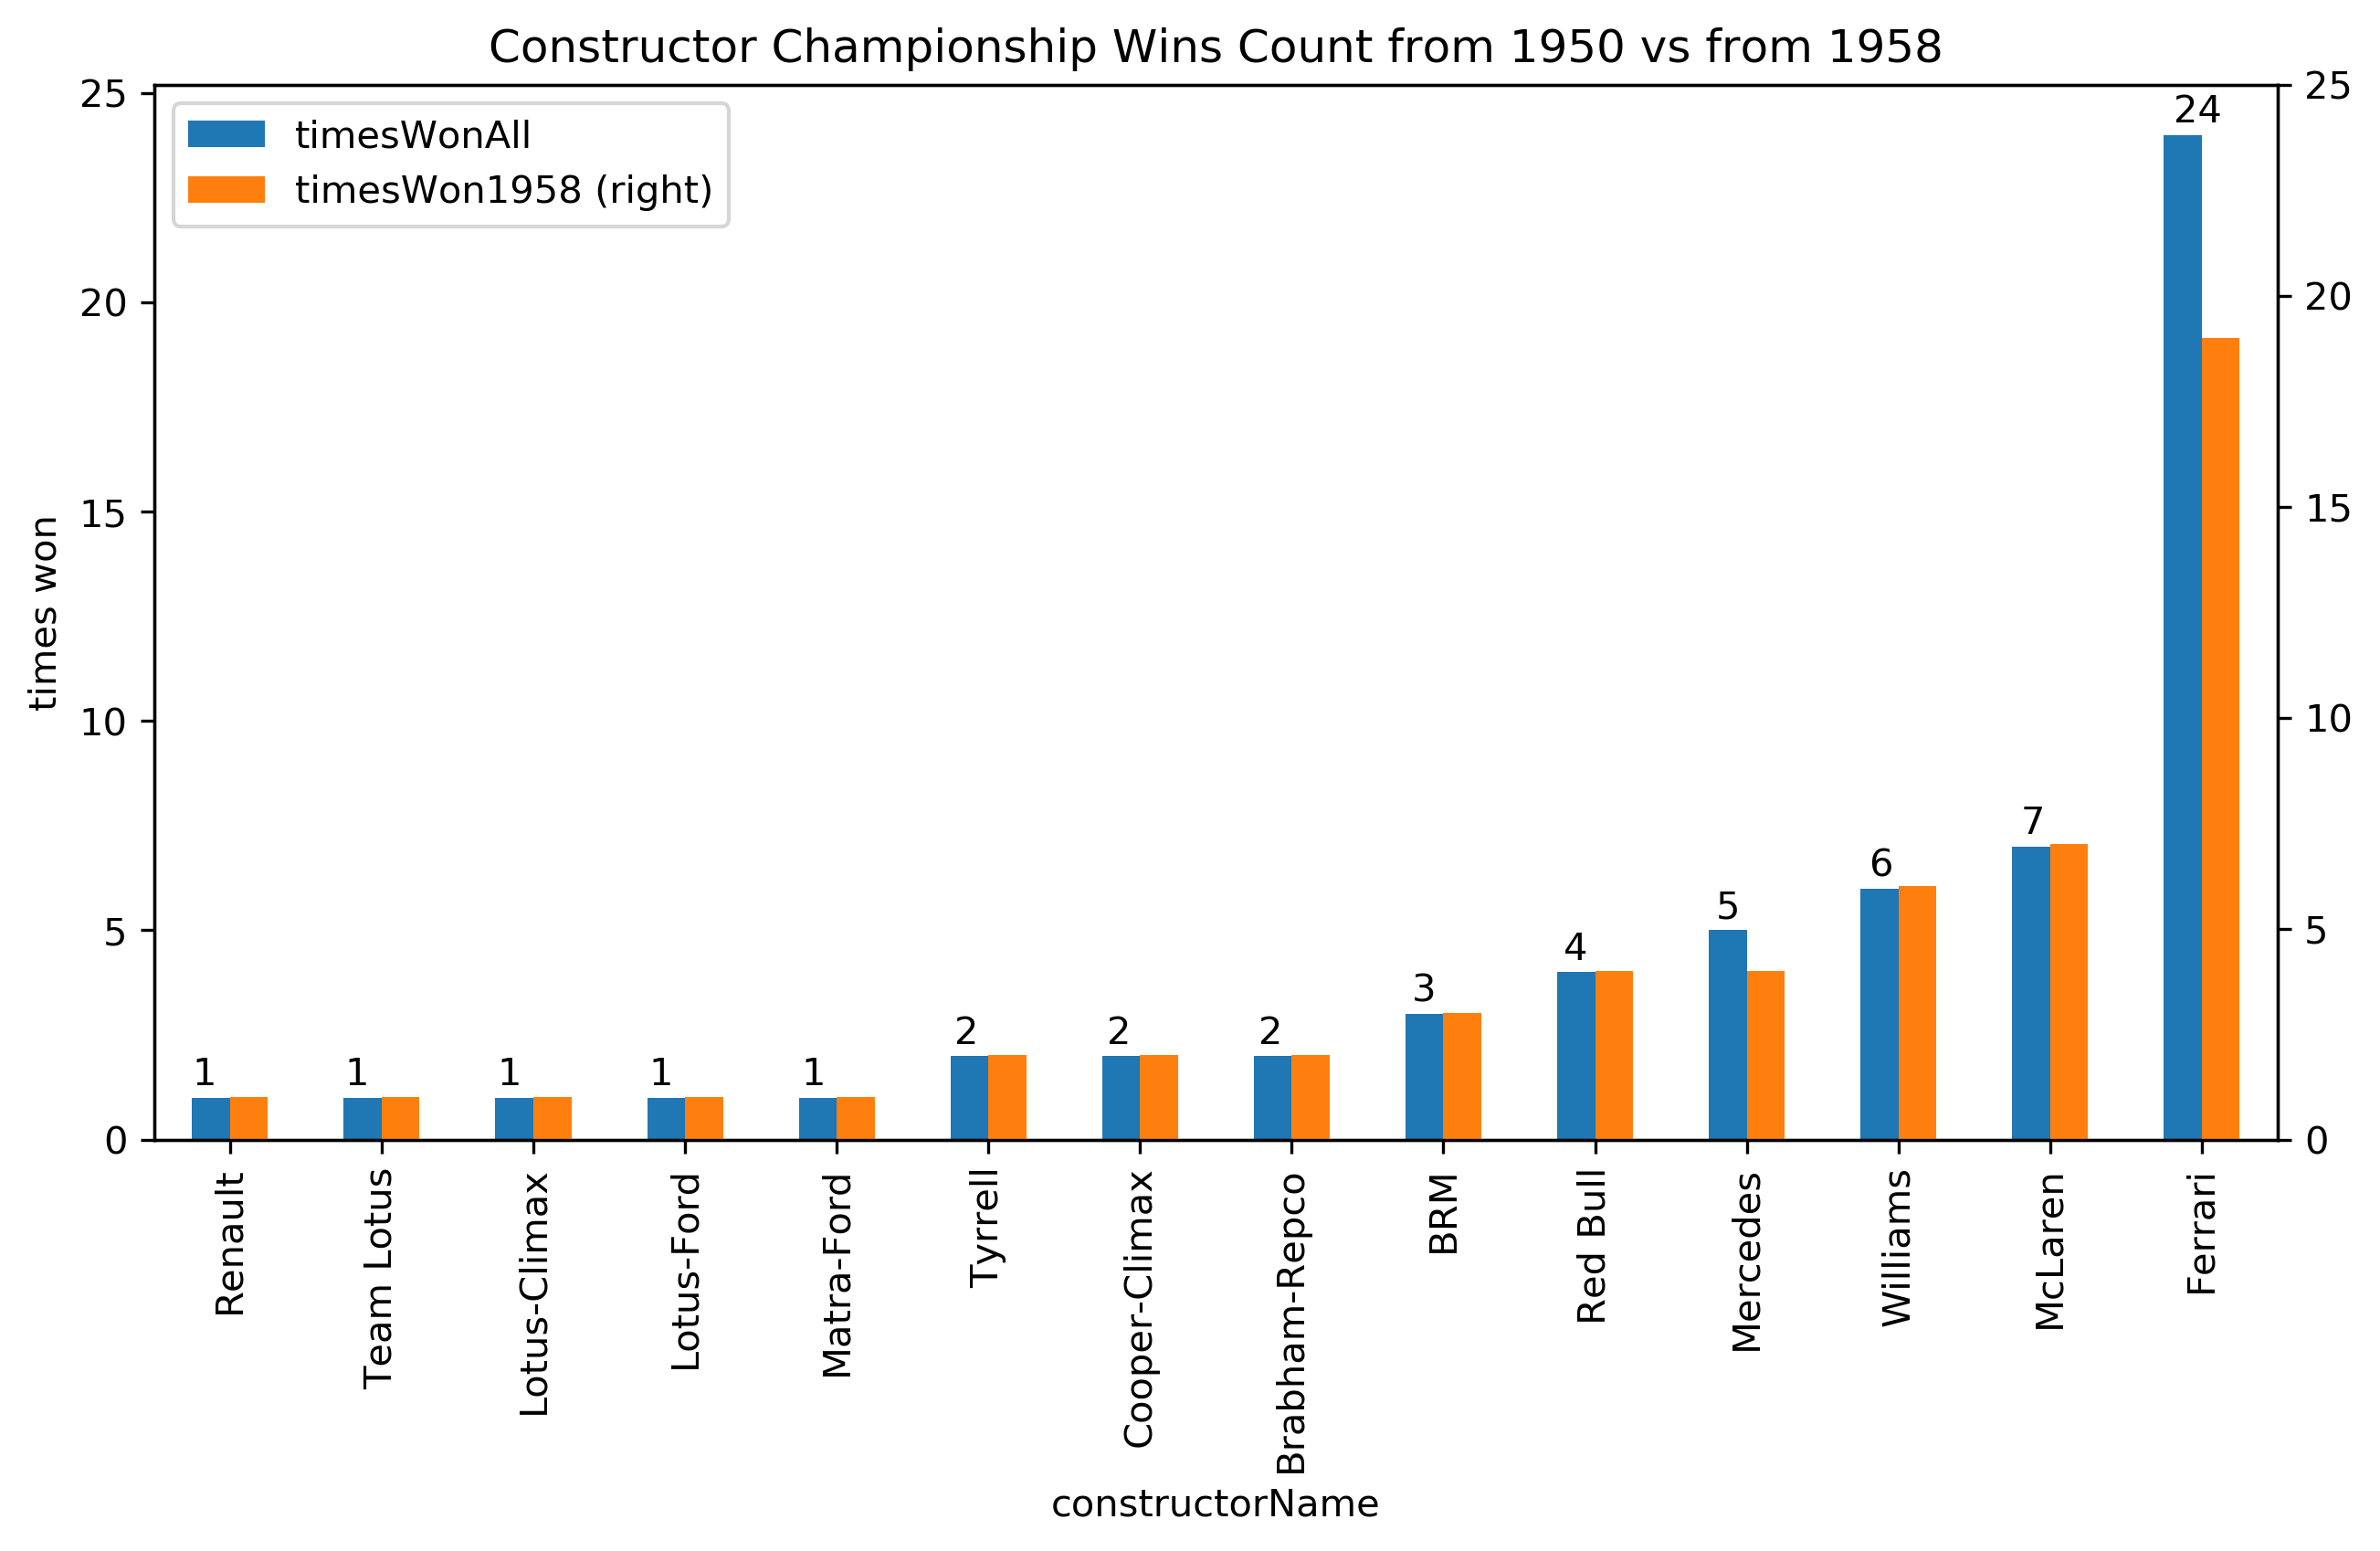 Constructor Championship Wins Count from 1950 vs from 1958
timesWonAll
timesWon1958 (right)
25
20
15
10
5
0
times won
25
20
15
10
5
0
1
1
1
1
1
2
2
2
3
4
5
6
7
24
Renault
Team Lotus
Lotus-Climax
Lotus-Ford
Matra-Ford
Tyrrell
Cooper-Climax
Brabham-Repco
BRM
Red Bull
Mercedes
Williams
McLaren
Ferrari
constructorName